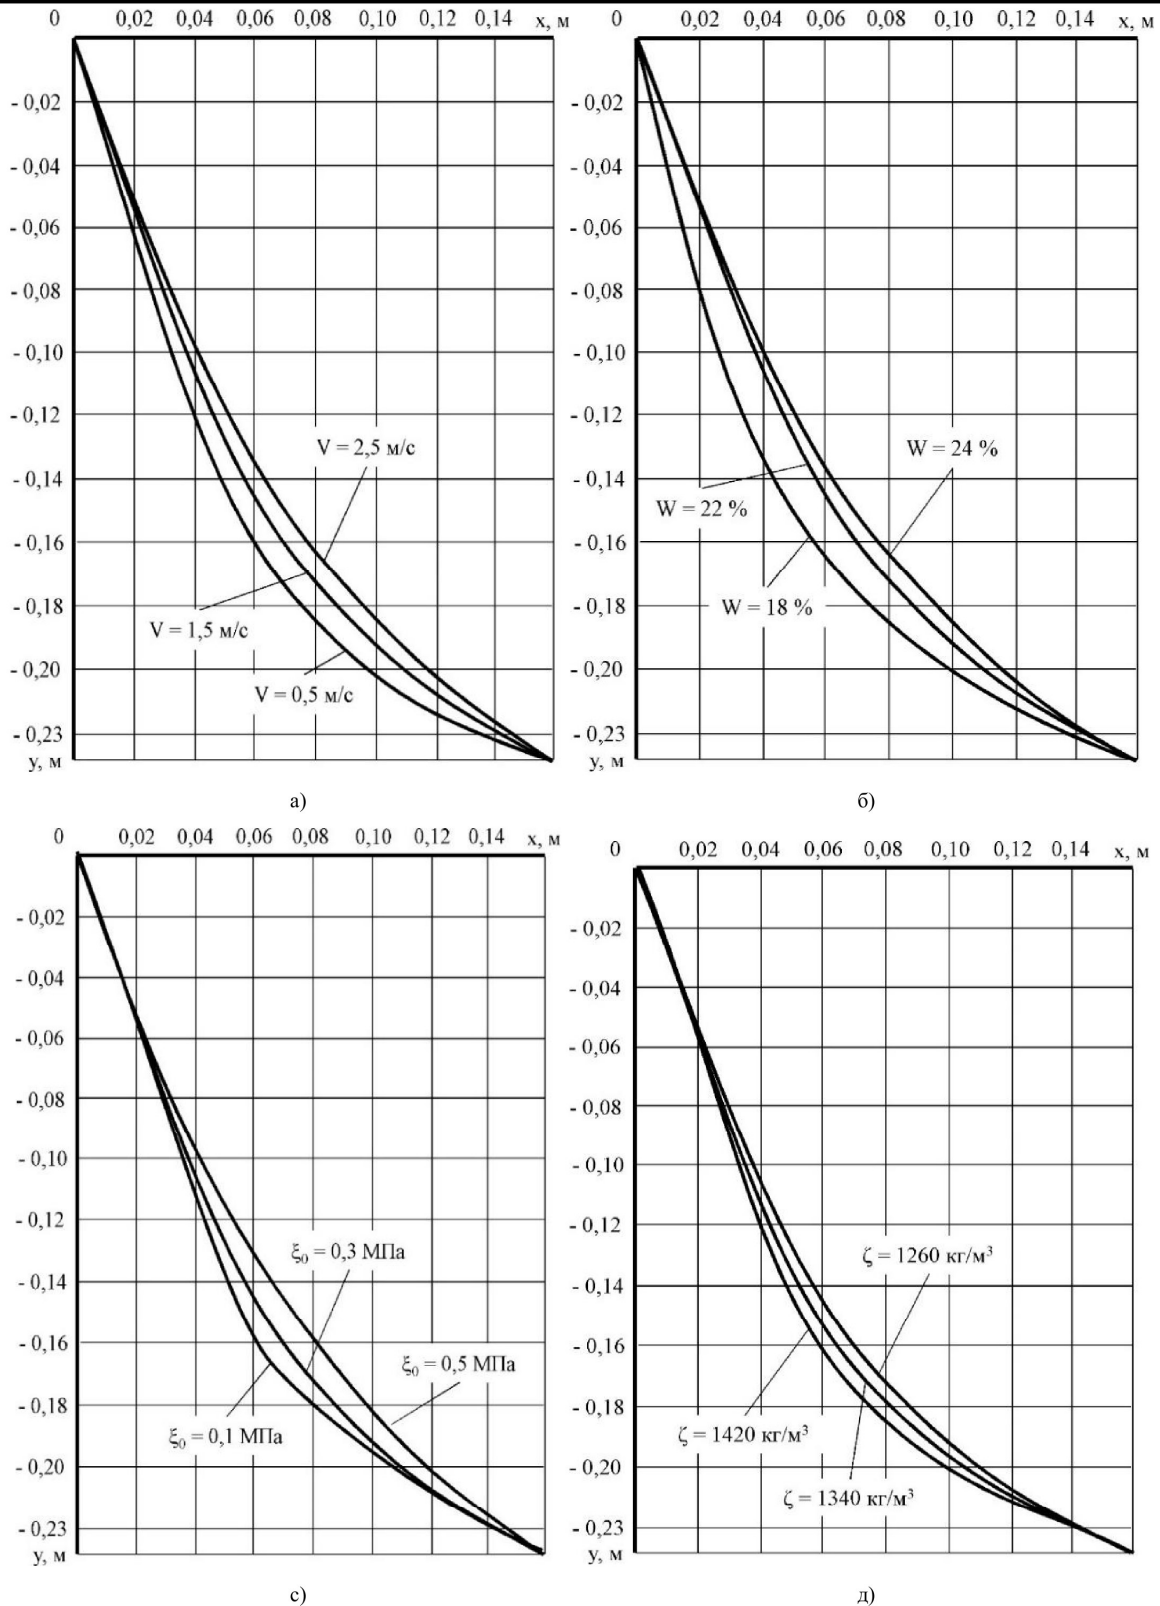 0 0,02 0,04 0,06 0,08 0,10 0,12 0,14 x, м
- 0,02
- 0,04
- 0,06
- 0,08
- 0,10
- 0,12
- 0,14
- 0,16
- 0,18
- 0,20
- 0,23
y, м
V = 2,5 м/с
V = 1,5 м/с
V = 0,5 м/с
а)
0 0,02 0,04 0,06 0,08 0,10 0,12 0,14 x, м
- 0,02
- 0,04
- 0,06
- 0,08
- 0,10
- 0,12
- 0,14
- 0,16
- 0,18
- 0,20
- 0,23
y, м
W = 24 %
W = 22 %
W = 18 %
б)
0 0,02 0,04 0,06 0,08 0,10 0,12 0,14 x, м
- 0,02
- 0,04
- 0,06
- 0,08
- 0,10
- 0,12
- 0,14
- 0,16
- 0,18
- 0,20
- 0,23
y, м
ξ₀ = 0,3 МПа
ξ₀ = 0,5 МПа
ξ₀ = 0,1 МПа
с)
0 0,02 0,04 0,06 0,08 0,10 0,12 0,14 x, м
- 0,02
- 0,04
- 0,06
- 0,08
- 0,10
- 0,12
- 0,14
- 0,16
- 0,18
- 0,20
- 0,23
y, м
ζ = 1260 кг/м³
ζ = 1420 кг/м³
ζ = 1340 кг/м³
д)